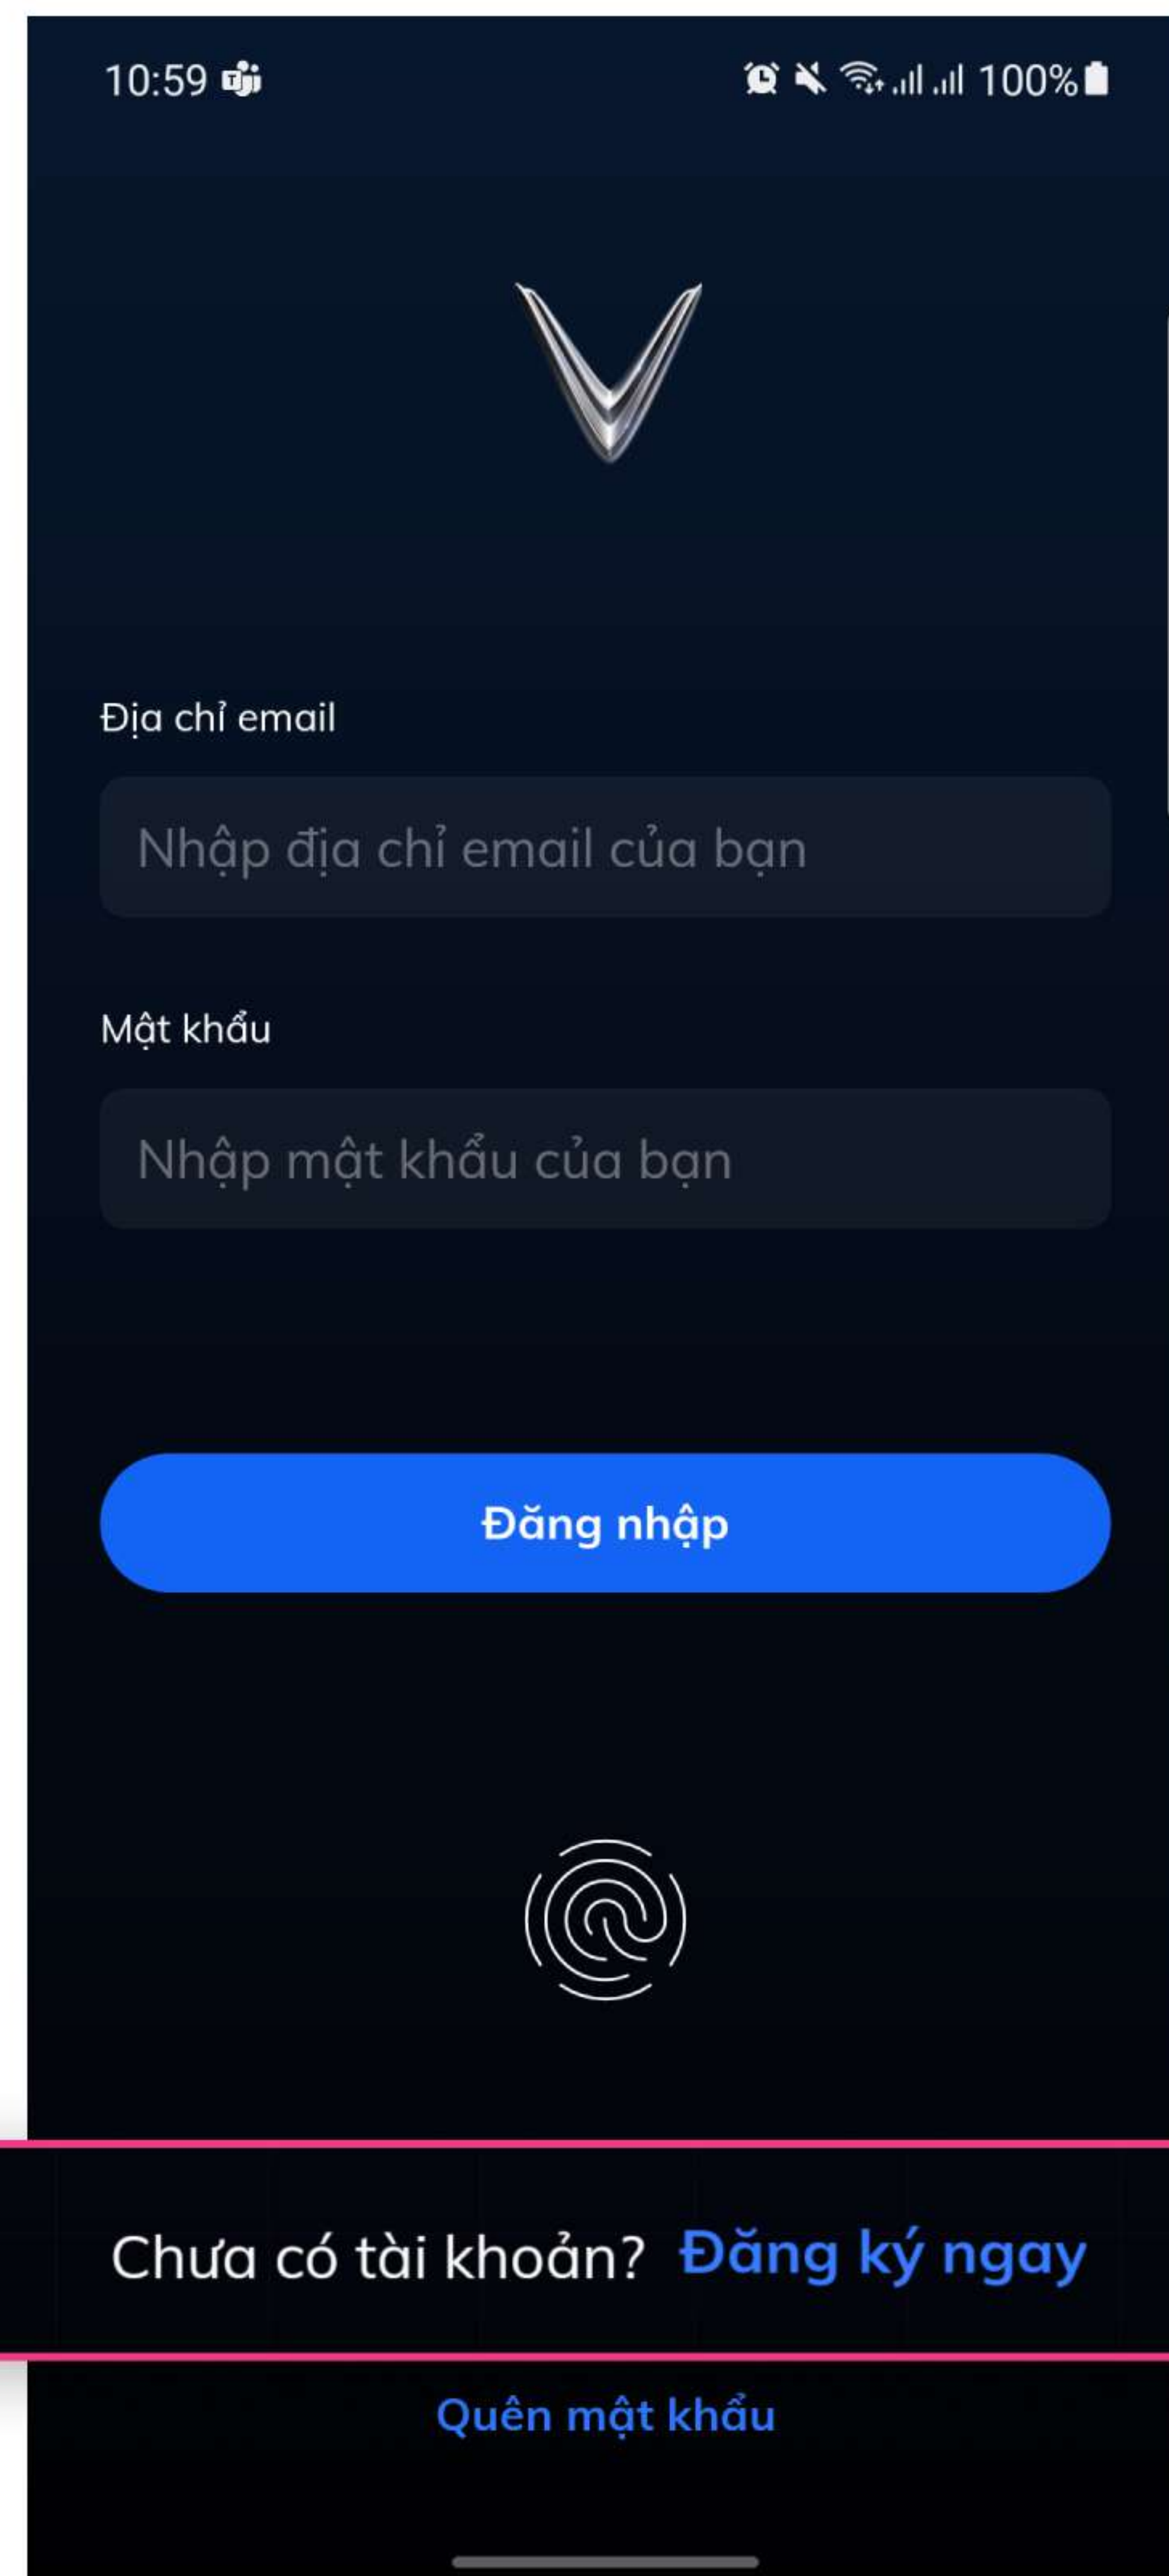 10:59 100%
Địa chỉ email
Nhập địa chỉ email của bạn
Mật khẩu
Nhập mật khẩu của bạn
Đăng nhập
Chưa có tài khoản? Đăng ký ngay
Quên mật khẩu